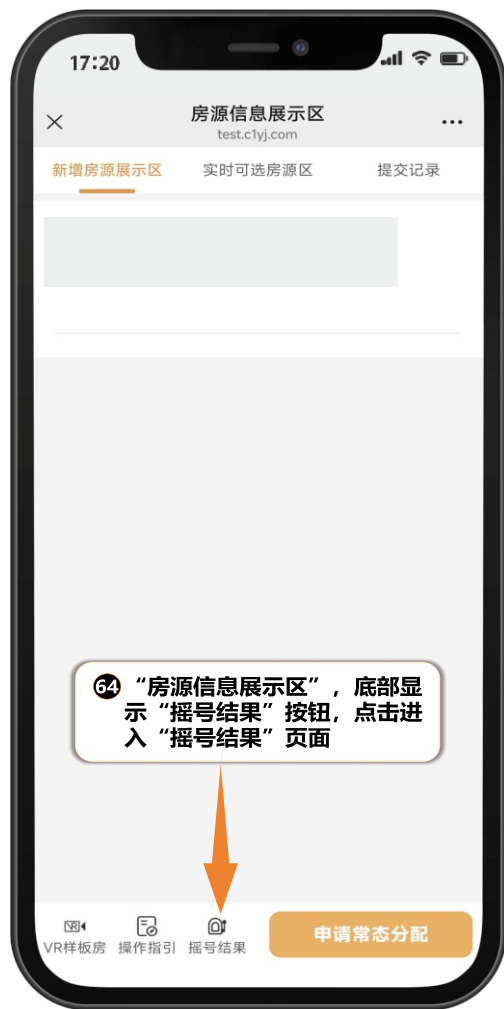 17:20
房源信息展示区
test.c1yj.com
新增房源展示区 实时可选房源区 提交记录
64 “房源信息展示区”，底部显
示“摇号结果”按钮，点击进
入“摇号结果”页面
VR
VR样板房 操作指引 摇号结果 申请常态分配